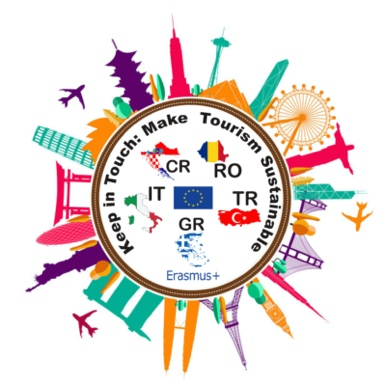 Keep in Touch: Make Tourism Sustainable
CR
RO
IT
TR
GR
Erasmus+